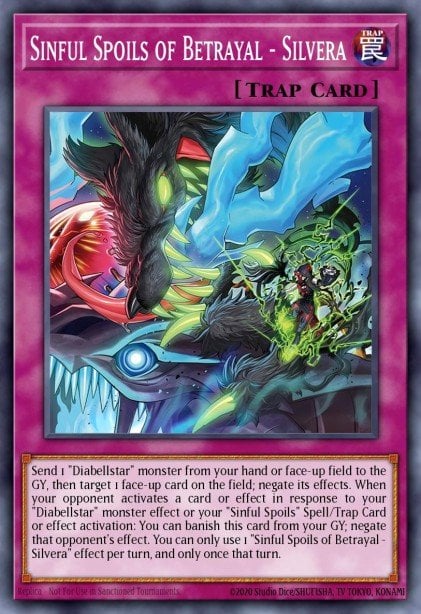 Sinful Spoils of Betrayal - Silvera
TRAP
罠
[Trap Card]
Send 1 "Diabellstar" monster from your hand or face-up field to the
GY, then target 1 face-up card on the field; negate its effects. When
your opponent activates a card or effect in response to your
"Diabellstar" monster effect or your "Sinful Spoils" Spell/Trap Card
or effect activation: You can banish this card from your GY; negate
that opponent's effect. You can only use 1 "Sinful Spoils of Betrayal -
Silvera" effect per turn, and only once that turn.
Replica - Not For Use in Sanctioned Tournaments
©2020 Studio Dice/SHUEISHA, TV TOKYO, KONAMI